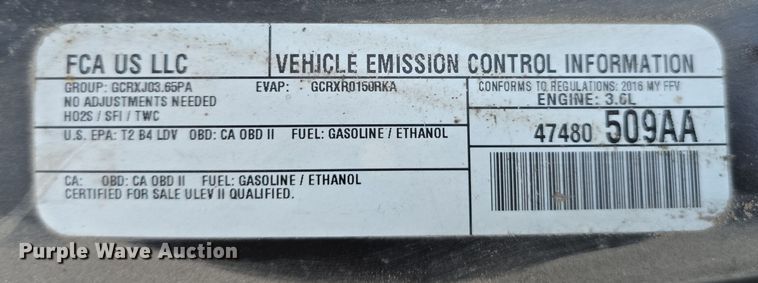 FCA US LLC
VEHICLE EMISSION CONTROL INFORMATION
GROUP: GCRXJ03.65PA EVAP: GCRXR0150RKA
NO ADJUSTMENTS NEEDED
HO2S / SFI / TWC
CONFORMS TO REGULATIONS: 2016 MY FFV
ENGINE: 3.6L
U.S. EPA: T2 B4 LDV OBD: CA OBD II FUEL: GASOLINE / ETHANOL
47480 509AA
CA: OBD: CA OBD II FUEL: GASOLINE / ETHANOL
CERTIFIED FOR SALE ULEV II QUALIFIED.
Purple Wave Auction